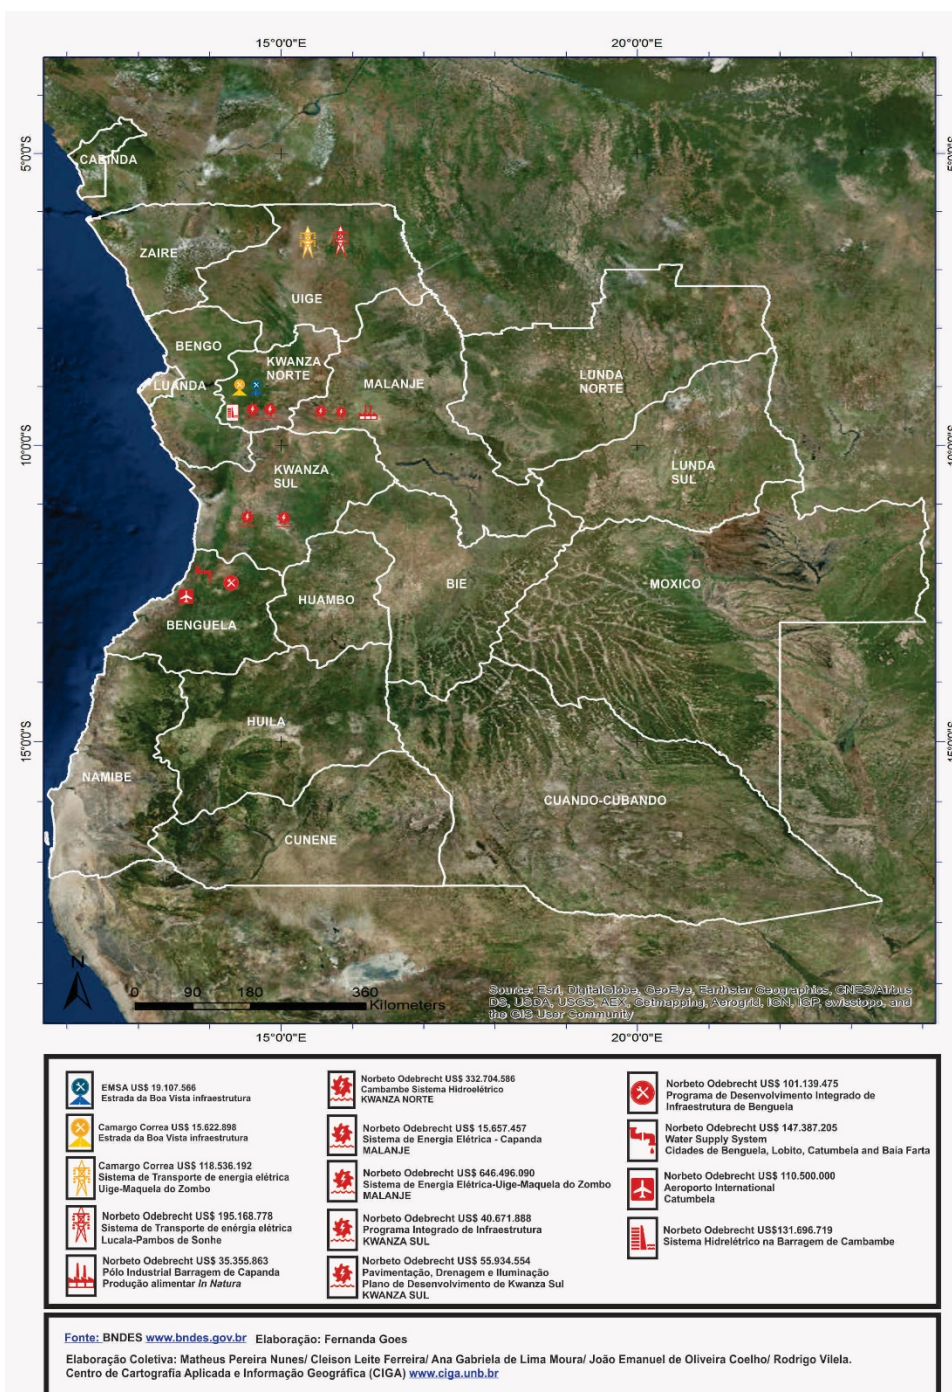 15°0'0"E
20°0'0"E
5°0'0"S
5°0'0"S
CABINDA
ZAIRE
UIGE
BENGO
KWANZA
NORTE
LUANDA
MALANJE
LUNDA
NORTE
10°0'0"S
10°0'0"S
KWANZA
SUL
LUNDA
SUL
BIE
MOXICO
HUAMBO
BENGUELA
HUILA
15°0'0"S
15°0'0"S
NAMIBE
CUANDO-CUBANDO
CUNENE
N
0 90 180 360
Kilometers
Source: Esri, DigitalGlobe, GeoEye, Earthstar Geographics, CNES/Airbus
DS, USDA, USGS, AEX, Getmapping, Aerogrid, IGN, IGP, swisstopo, and
the GIS User Community
15°0'0"E
20°0'0"E
EMSA US$ 19.107.566
Estrada da Boa Vista infraestrutura
Camargo Correa US$ 15.622.898
Estrada da Boa Vista infraestrutura
Camargo Correa US$ 118.536.192
Sistema de Transporte de energia elétrica
Uige-Maquela do Zombo
Norbeto Odebrecht US$ 195.168.778
Sistema de Transporte de enérgia elétrica
Lucala-Pambos de Sonhe
Norbeto Odebrecht US$ 35.355.863
Pólo Industrial Barragem de Capanda
Produção alimentar In Natura
Norbeto Odebrecht US$ 332.704.586
Cambambe Sistema Hidroelétrico
KWANZA NORTE
Norbeto Odebrecht US$ 15.657.457
Sistema de Energia Elétrica - Capanda
MALANJE
Norbeto Odebrecht US$ 646.496.090
Sistema de Energia Elétrica-Uige-Maquela do Zombo
MALANJE
Norbeto Odebrecht US$ 40.671.888
Programa Integrado de Infraestrutura
KWANZA SUL
Norbeto Odebrecht US$ 55.934.554
Pavimentação, Drenagem e Iluminação
Plano de Desenvolvimento de Kwanza Sul
KWANZA SUL
Norbeto Odebrecht US$ 101.139.475
Programa de Desenvolvimento Integrado de
Infraestrutura de Benguela
Norbeto Odebrecht US$ 147.387.205
Water Supply System
Cidades de Benguela, Lobito, Catumbela and Baia Farta
Norbeto Odebrecht US$ 110.500.000
Aeroporto International
Catumbela
Norbeto Odebrecht US$131.696.719
Sistema Hidrelétrico na Barragem de Cambambe
Fonte: BNDES www.bndes.gov.br Elaboração: Fernanda Goes
Elaboração Coletiva: Matheus Pereira Nunes/ Cleison Leite Ferreira/ Ana Gabriela de Lima Moura/ João Emanuel de Oliveira Coelho/ Rodrigo Vilela.
Centro de Cartografia Aplicada e Informação Geográfica (CIGA) www.ciga.unb.br